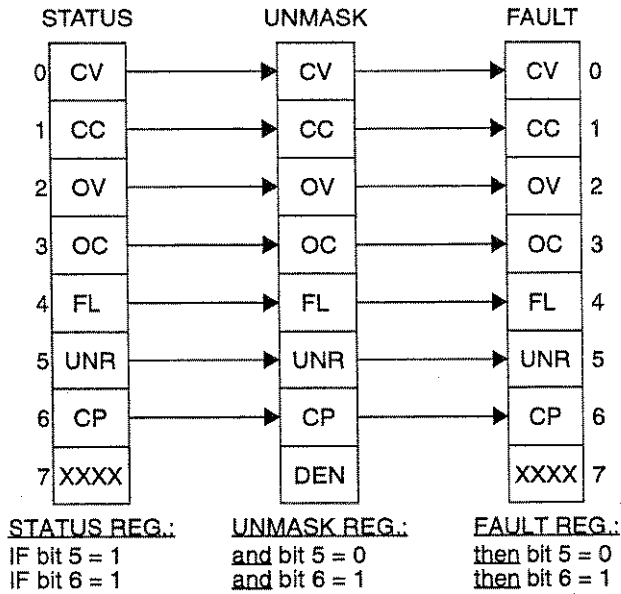 STATUS UNMASK FAULT
0 CV CV CV 0
1 CC CC CC 1
2 OV OV OV 2
3 OC OC OC 3
4 FL FL FL 4
5 UNR UNR UNR 5
6 CP CP CP 6
7 XXXX DEN XXXX 7
STATUS REG.: UNMASK REG.: FAULT REG.:
IF bit 5 = 1 and bit 5 = 0 then bit 5 = 0
IF bit 6 = 1 and bit 6 = 1 then bit 6 = 1